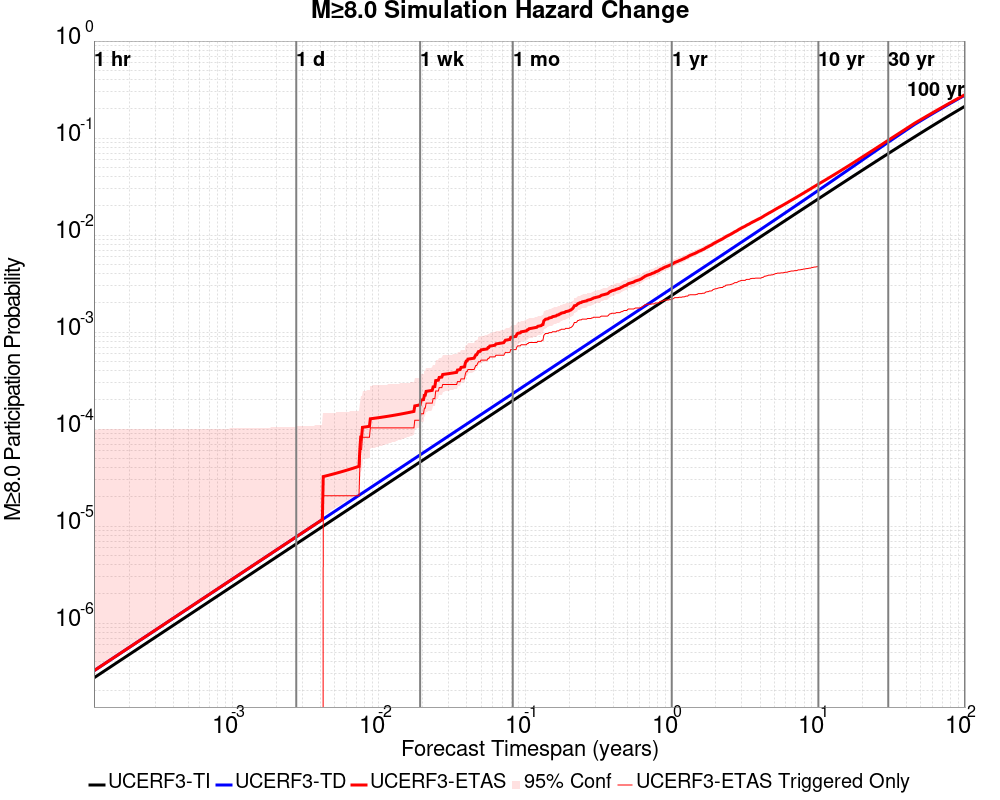 M≥8.0 Simulation Hazard Change
10^0
10^-1
10^-2
10^-3
10^-4
10^-5
10^-6
M≥8.0 Participation Probability
1 hr
1 d
1 wk
1 mo
1 yr
10 yr
30 yr
100 yr
10^-3
10^-2
10^-1
10^0
10^1
10^2
Forecast Timespan (years)
UCERF3-TI
UCERF3-TD
UCERF3-ETAS
95% Conf
UCERF3-ETAS Triggered Only